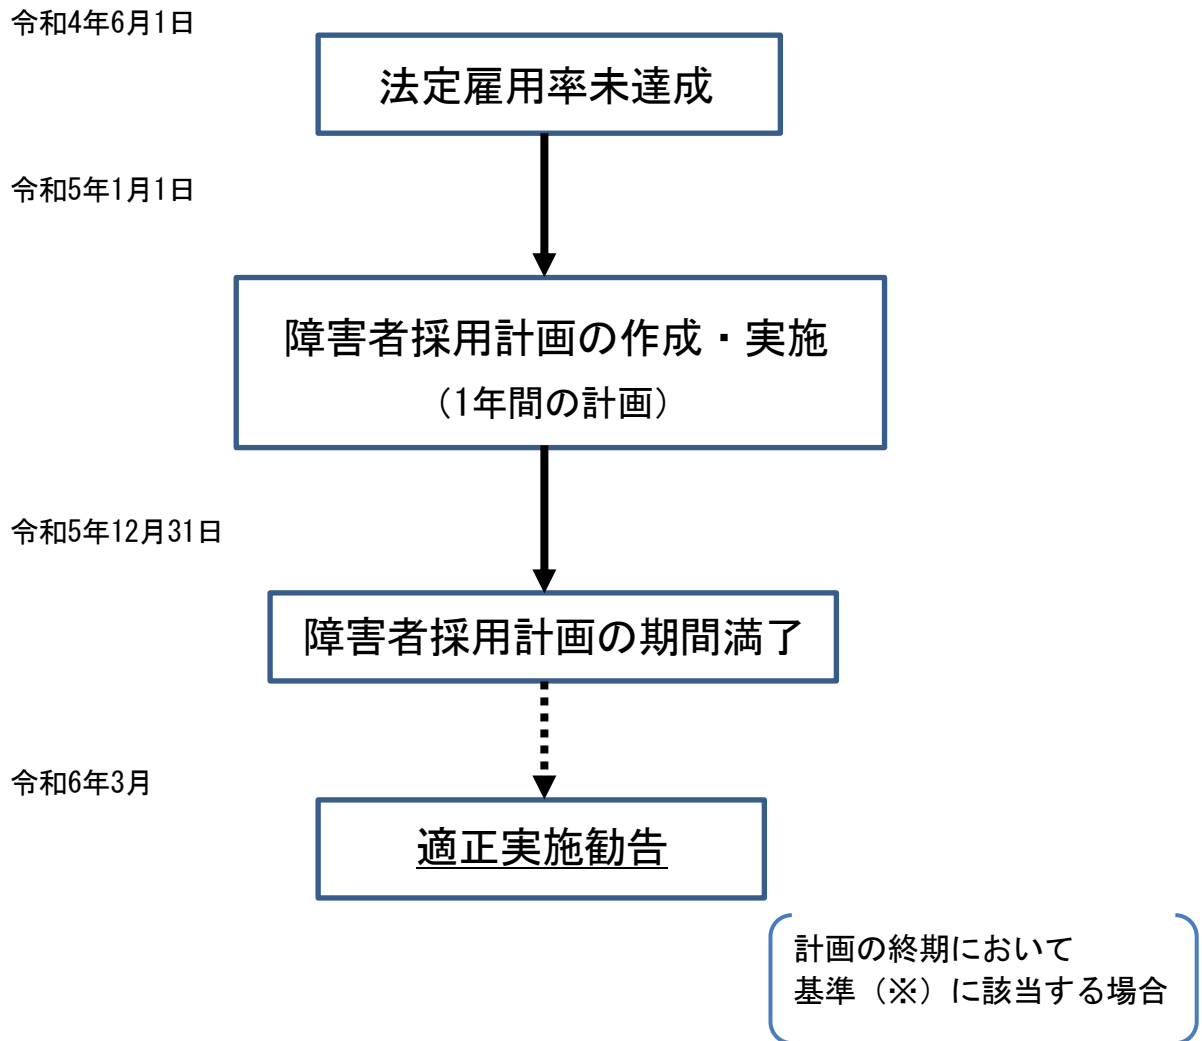 令和4年6月1日
法定雇用率未達成
令和5年1月1日
障害者採用計画の作成・実施
（1年間の計画）
令和5年12月31日
障害者採用計画の期間満了
令和6年3月
適正実施勧告
計画の終期において
基準（※）に該当する場合